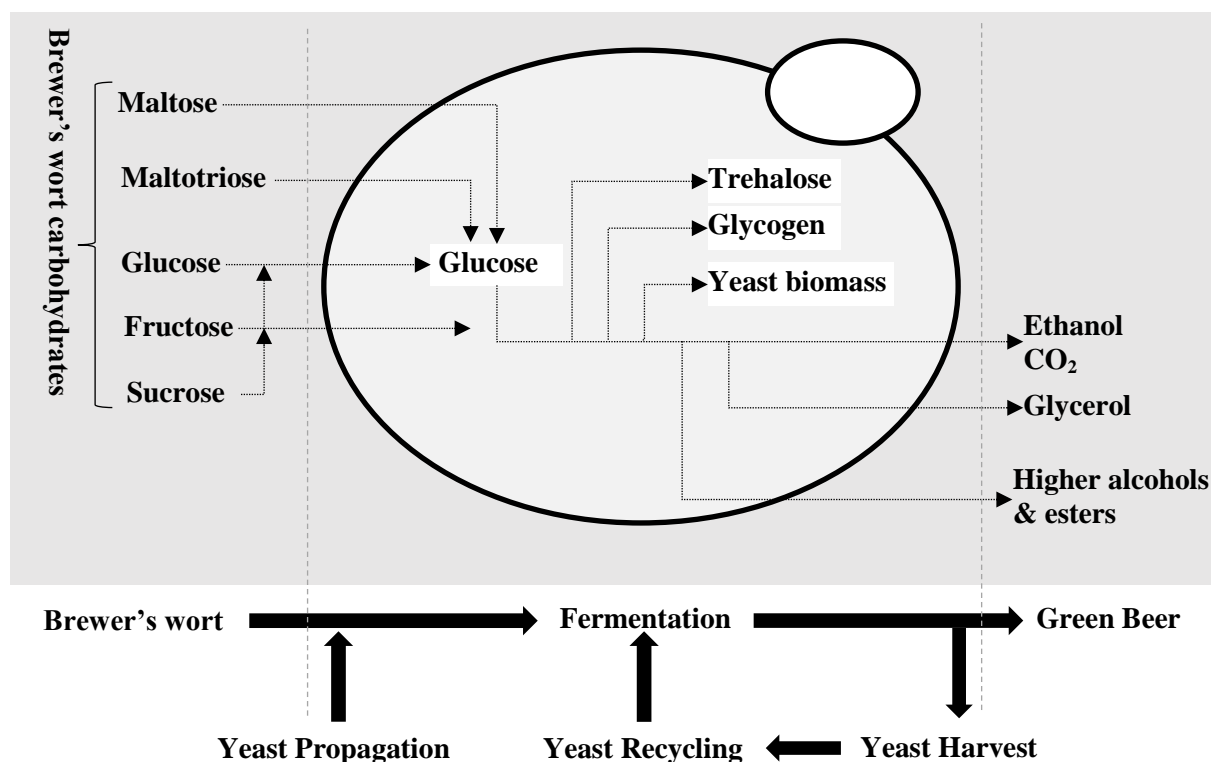 Brewer's wort carbohydrates
Maltose
Maltotriose
Glucose
Fructose
Sucrose
Glucose
Trehalose
Glycogen
Yeast biomass
Ethanol
CO₂
Glycerol
Higher alcohols
& esters
Brewer's wort
Fermentation
Green Beer
Yeast Propagation
Yeast Recycling
Yeast Harvest